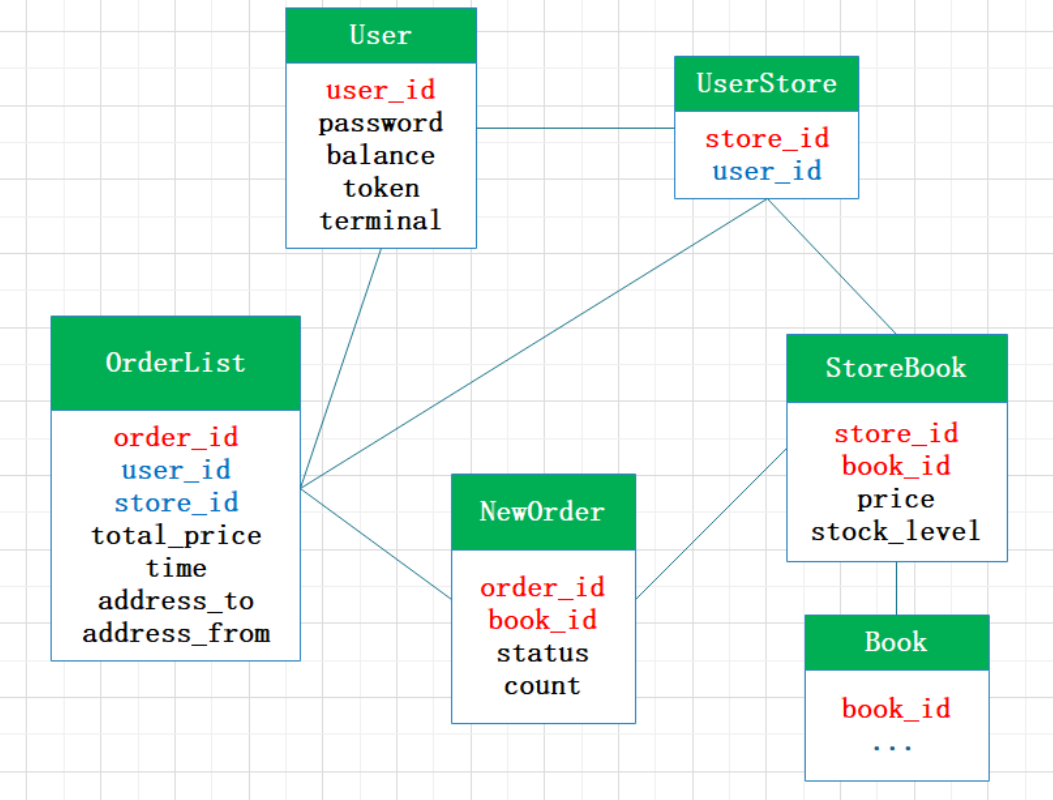 User
user_id
password
balance
token
terminal
UserStore
store_id
user_id
OrderList
order_id
user_id
store_id
total_price
time
address_to
address_from
NewOrder
order_id
book_id
status
count
StoreBook
store_id
book_id
price
stock_level
Book
book_id
...